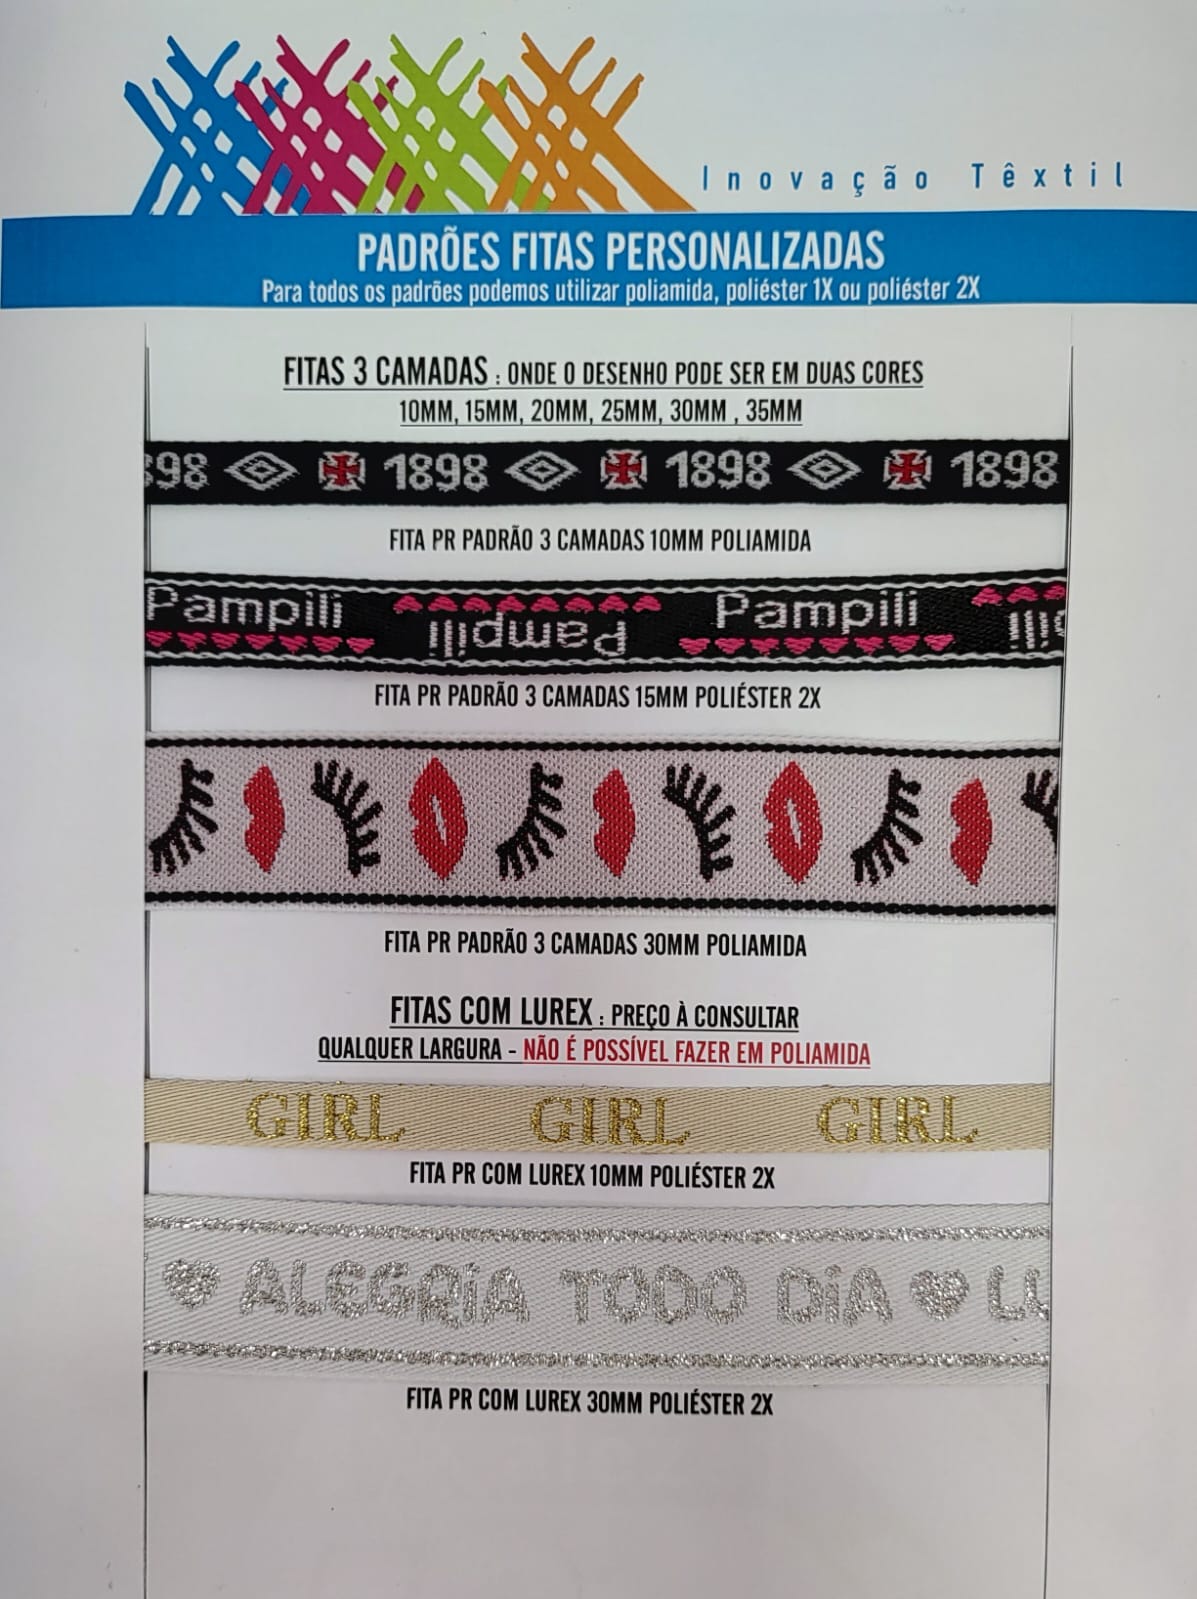 Inovação Têxtil
PADRÕES FITAS PERSONALIZADAS
Para todos os padrões podemos utilizar poliamida, poliéster 1X ou poliéster 2X
FITAS 3 CAMADAS : ONDE O DESENHO PODE SER EM DUAS CORES
10MM, 15MM, 20MM, 25MM, 30MM , 35MM
898 1898 1898 1898
FITA PR PADRÃO 3 CAMADAS 10MM POLIAMIDA
Pampili Pampili Pampili ili
FITA PR PADRÃO 3 CAMADAS 15MM POLIÉSTER 2X
FITA PR PADRÃO 3 CAMADAS 30MM POLIAMIDA
FITAS COM LUREX : PREÇO À CONSULTAR
QUALQUER LARGURA - NÃO É POSSÍVEL FAZER EM POLIAMIDA
GIRL GIRL GIRL
FITA PR COM LUREX 10MM POLIÉSTER 2X
ALEGRiA TODO DiA LU
FITA PR COM LUREX 30MM POLIÉSTER 2X